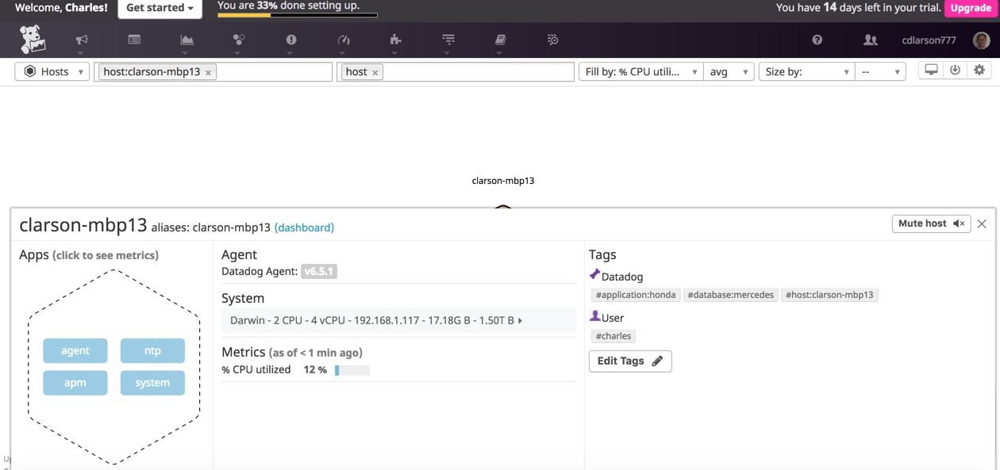 Welcome, Charles!
Get started
You are 33% done setting up.
You have 14 days left in your trial.
Upgrade
cdlarson777
Hosts
host:clarson-mbp13 ×
host ×
Fill by: % CPU utili...
avg
Size by:
--
clarson-mbp13
clarson-mbp13 aliases: clarson-mbp13 (dashboard)
Mute host
Apps (click to see metrics)
agent
ntp
apm
system
Agent
Datadog Agent: v6.5.1
System
Darwin - 2 CPU - 4 vCPU - 192.168.1.117 - 17.18G B - 1.50T B
Metrics (as of < 1 min ago)
% CPU utilized 12 %
Tags
Datadog
#application:honda #database:mercedes #host:clarson-mbp13
User
#charles
Edit Tags